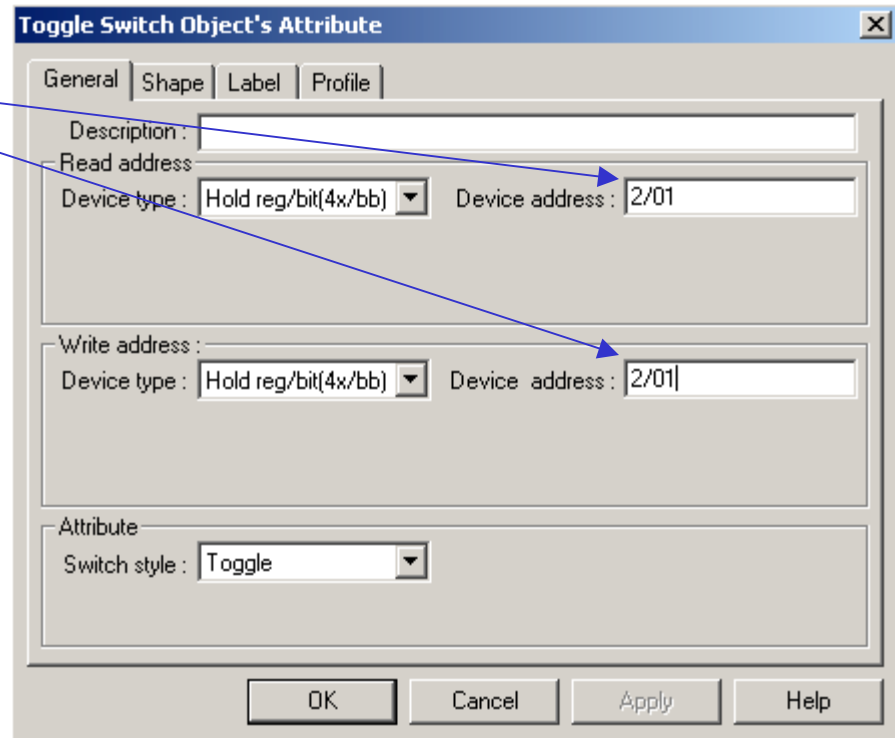 Toggle Switch Object's Attribute
General Shape Label Profile
Description :
Read address
Device type : Hold reg/bit(4x/bb) Device address : 2/01
Write address :
Device type : Hold reg/bit(4x/bb) Device address : 2/01
Attribute
Switch style : Toggle
OK Cancel Apply Help